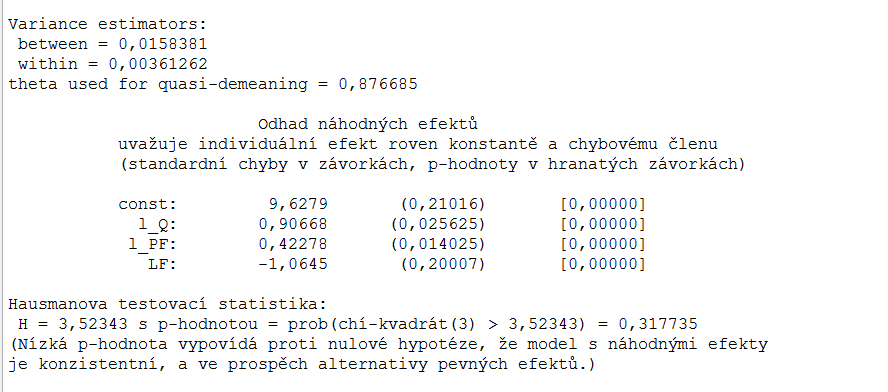 Variance estimators:
between = 0,0158381
within = 0,00361262
theta used for quasi-demeaning = 0,876685
Odhad náhodných efektů
uvažuje individuální efekt roven konstantě a chybovému členu
(standardní chyby v závorkách, p-hodnoty v hranatých závorkách)
const: 9,6279 (0,21016) [0,00000]
l_Q: 0,90668 (0,025625) [0,00000]
l_PF: 0,42278 (0,014025) [0,00000]
LF: -1,0645 (0,20007) [0,00000]
Hausmanova testovací statistika:
H = 3,52343 s p-hodnotou = prob(chí-kvadrát(3) > 3,52343) = 0,317735
(Nízká p-hodnota vypovídá proti nulové hypotéze, že model s náhodnými efekty
je konzistentní, a ve prospěch alternativy pevných efektů.)